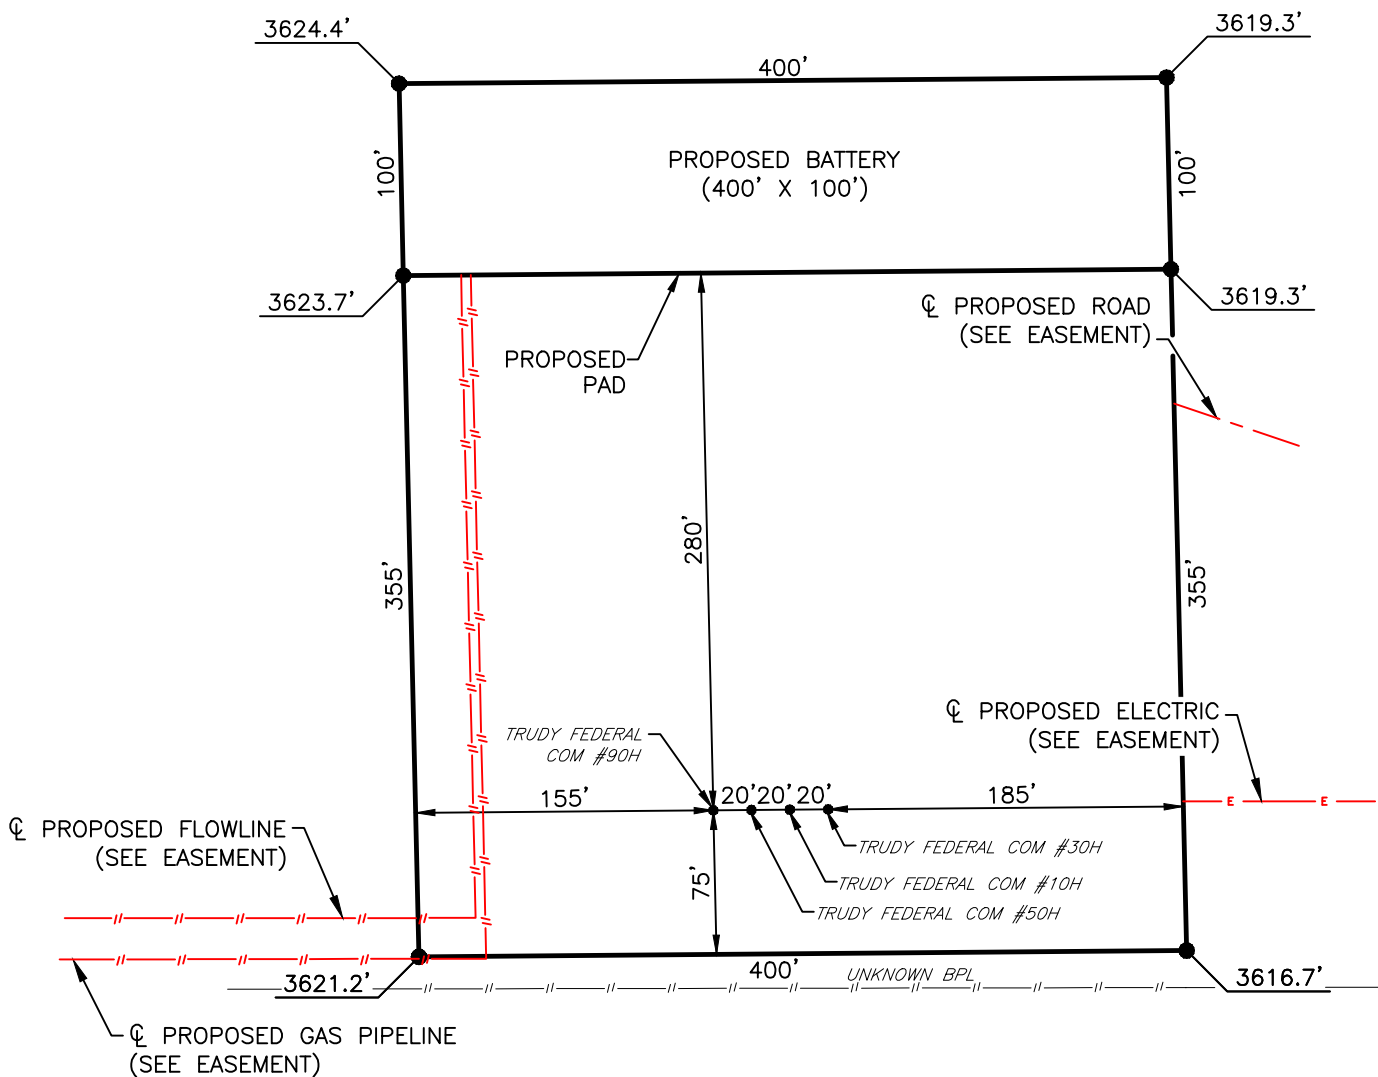 3624.4'
3619.3'
400'
100'
PROPOSED BATTERY
(400' X 100')
100'
3623.7'
3619.3'
℄ PROPOSED ROAD
(SEE EASEMENT)
PROPOSED
PAD
280'
355'
355'
℄ PROPOSED ELECTRIC
(SEE EASEMENT)
TRUDY FEDERAL
COM #90H
155'
20' 20' 20'
185'
E E
℄ PROPOSED FLOWLINE
(SEE EASEMENT)
TRUDY FEDERAL COM #30H
TRUDY FEDERAL COM #10H
TRUDY FEDERAL COM #50H
75'
400'
UNKNOWN BPL
3621.2'
3616.7'
℄ PROPOSED GAS PIPELINE
(SEE EASEMENT)